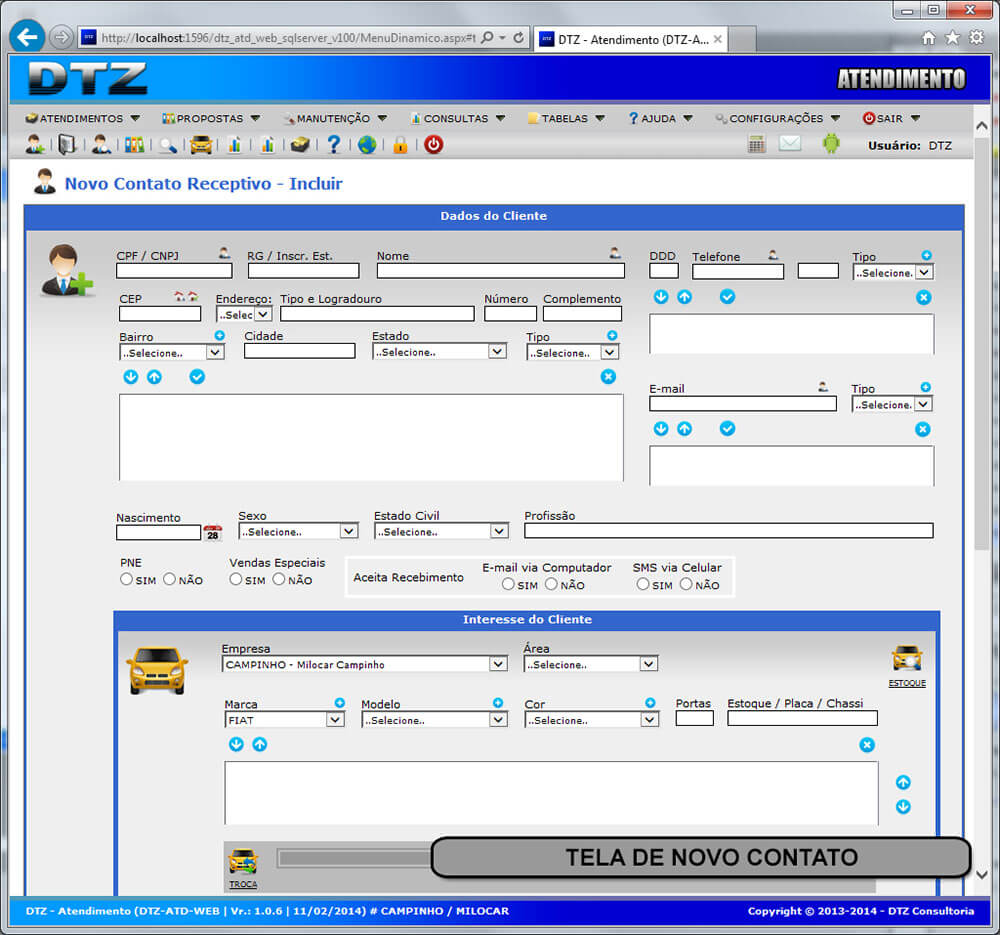 http://localhost:1596/dtz_atd_web_sqlserver_v100/MenuDinamico.aspx#t
DTZ - Atendimento (DTZ-A...
DTZ
ATENDIMENTO
ATENDIMENTOS PROPOSTAS MANUTENÇÃO CONSULTAS TABELAS ? AJUDA CONFIGURAÇÕES SAIR
Usuário: DTZ
Novo Contato Receptivo - Incluir
Dados do Cliente
CPF / CNPJ RG / Inscr. Est. Nome DDD Telefone Tipo
..Selecione.
CEP Endereço: Tipo e Logradouro Número Complemento
..Selec
Bairro Cidade Estado Tipo
..Selecione.. ..Selecione.. ..Selecione..
E-mail Tipo
..Selecione.
Nascimento Sexo Estado Civil Profissão
28 ..Selecione.. ..Selecione..
PNE Vendas Especiais E-mail via Computador SMS via Celular
SIM NÃO SIM NÃO Aceita Recebimento SIM NÃO SIM NÃO
Interesse do Cliente
Empresa Área
CAMPINHO - Milocar Campinho ..Selecione..
ESTOQUE
Marca Modelo Cor Portas Estoque / Placa / Chassi
FIAT ..Selecione.. ..Selecione..
TELA DE NOVO CONTATO
TROCA
DTZ - Atendimento (DTZ-ATD-WEB | Vr.: 1.0.6 | 11/02/2014) # CAMPINHO / MILOCAR Copyright © 2013-2014 - DTZ Consultoria